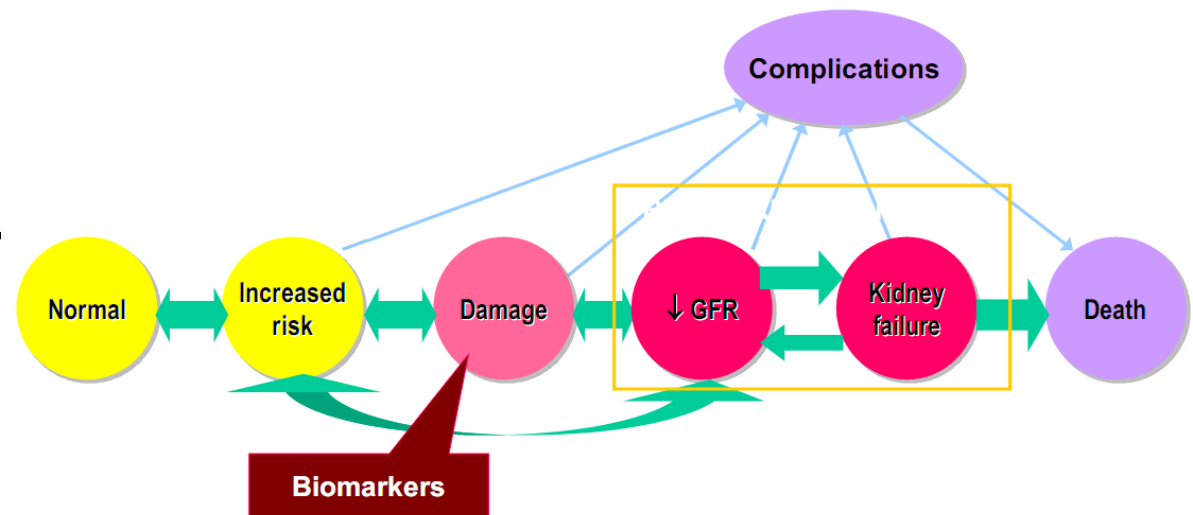 Complications
Normal
Increased
risk
Damage
↓ GFR
Kidney
failure
Death
Biomarkers